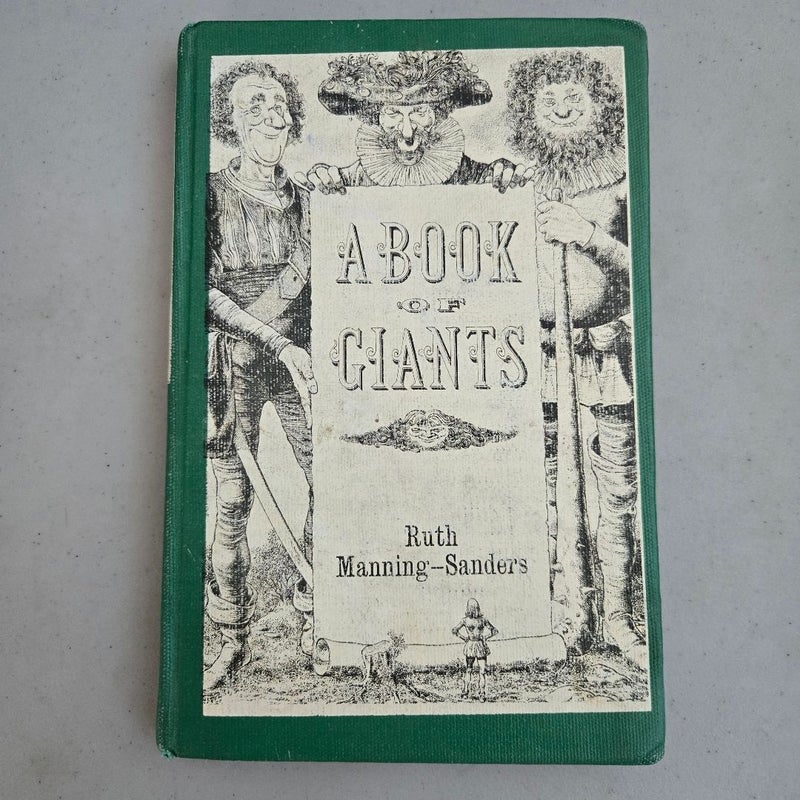 A BOOK
OF
GIANTS
Ruth
Manning-Sanders